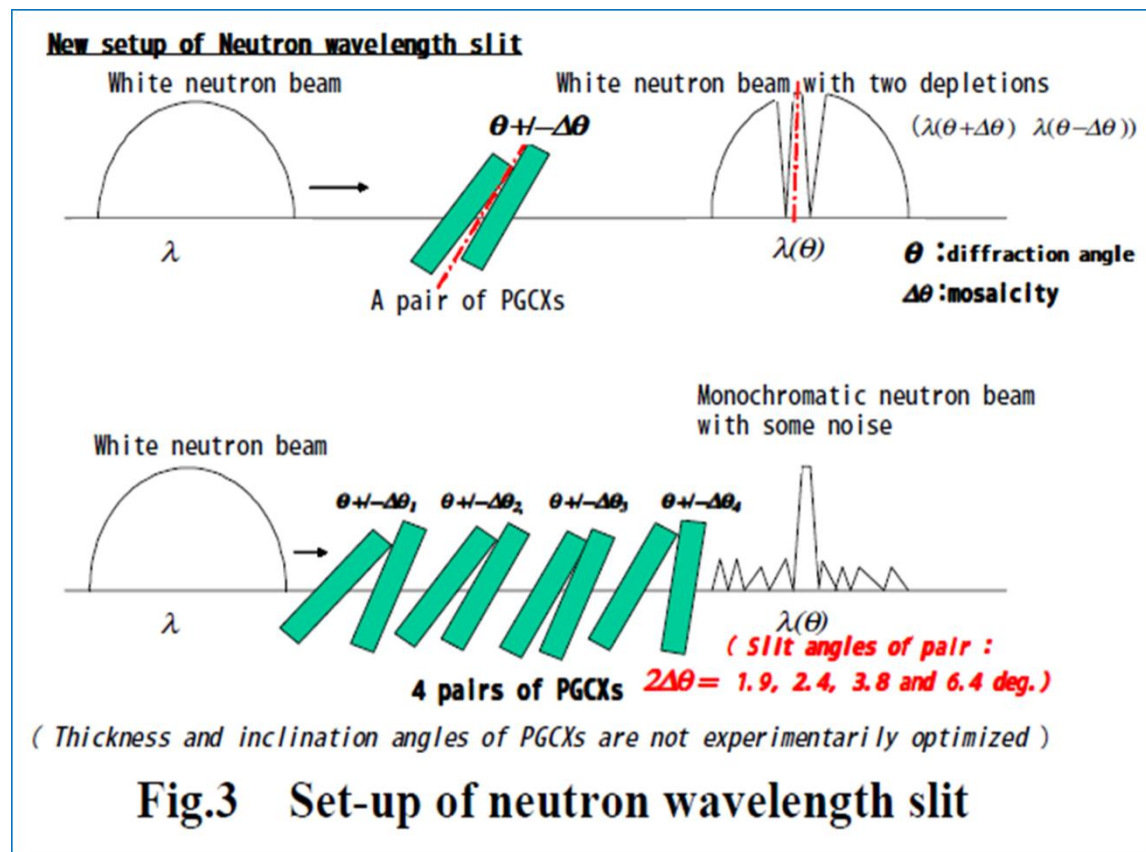 New setup of Neutron wavelength slit
White neutron beam
White neutron beam with two depletions
θ+/−Δθ
(λ(θ+Δθ) λ(θ−Δθ))
λ
λ(θ)
θ :diffraction angle
Δθ:mosaicity
A pair of PGCXs
Monochromatic neutron beam
with some noise
White neutron beam
θ+/−Δθ1 θ+/−Δθ2, θ+/−Δθ3 θ+/−Δθ4
λ
λ(θ)
( Slit angles of pair :
4 pairs of PGCXs
2Δθ= 1.9, 2.4, 3.8 and 6.4 deg.)
( Thickness and inclination angles of PGCXs are not experimentarily optimized )
Fig.3 Set-up of neutron wavelength slit